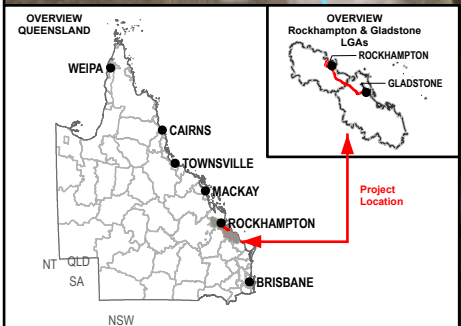 OVERVIEW
QUEENSLAND
WEIPA
CAIRNS
TOWNSVILLE
MACKAY
ROCKHAMPTON
BRISBANE
NT QLD
SA
NSW
OVERVIEW
Rockhampton & Gladstone
LGAs
ROCKHAMPTON
GLADSTONE
Project
Location